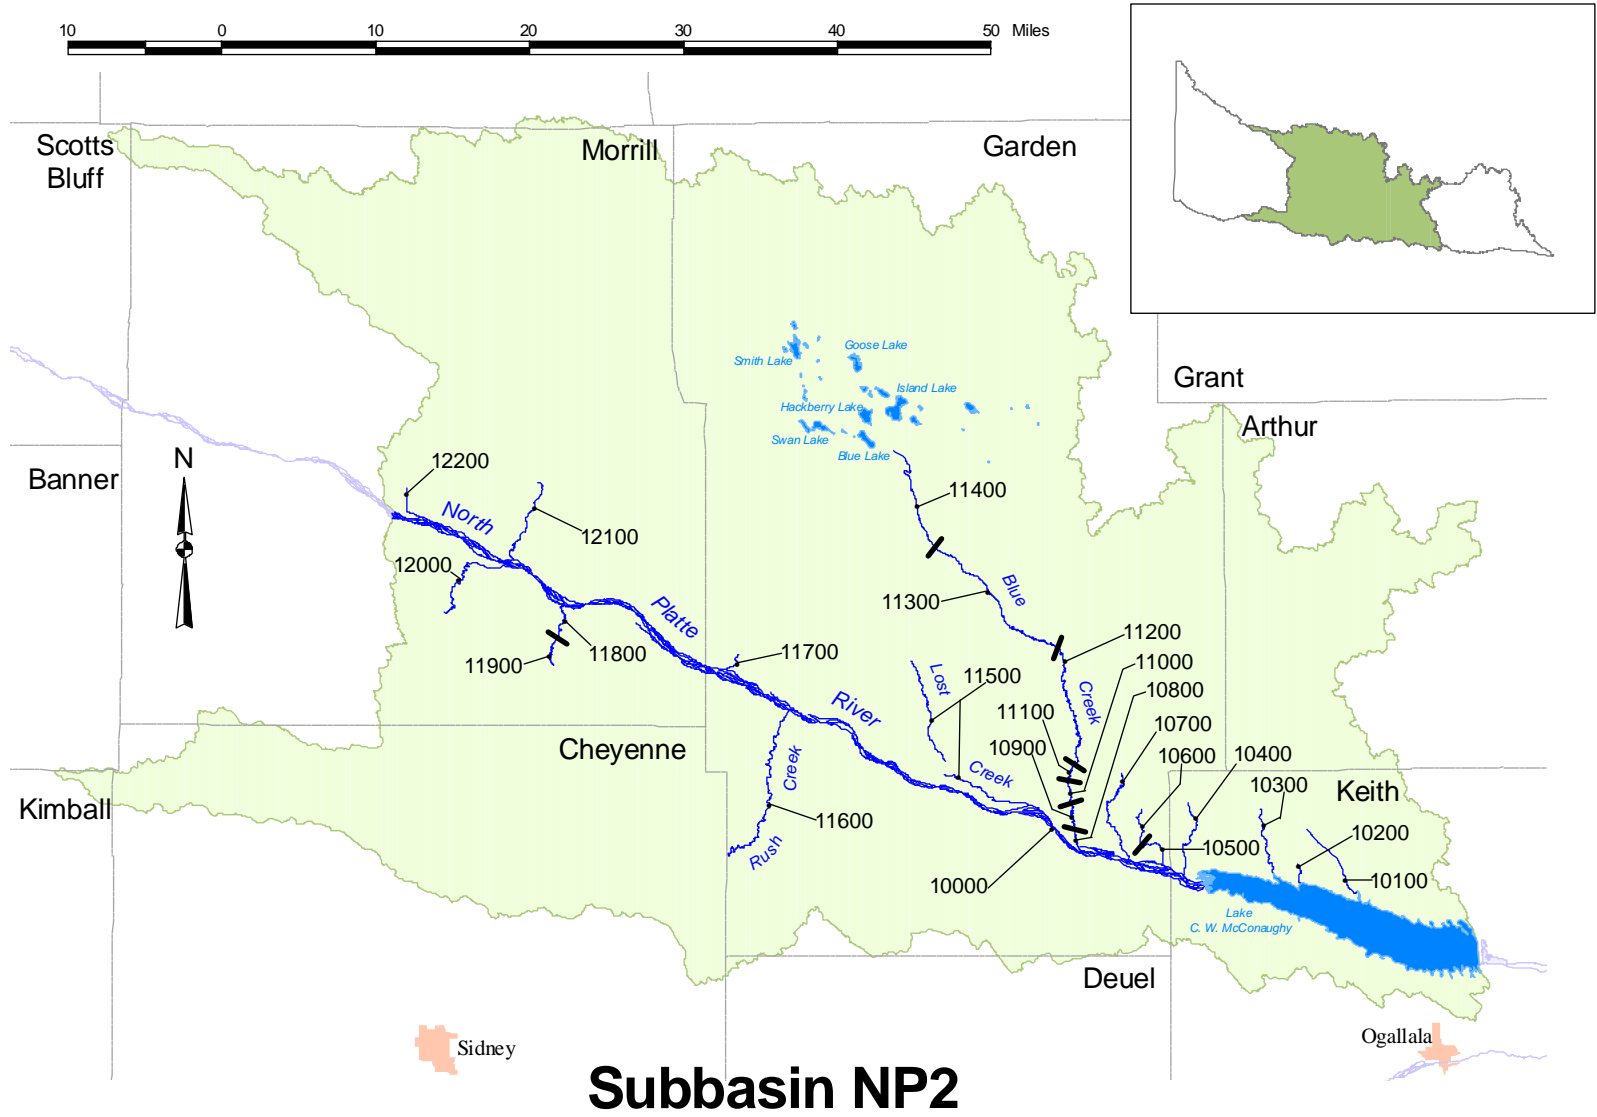 10 0 10 20 30 40 50 Miles
Scotts
Bluff
Morrill
Garden
Grant
Arthur
Banner
N
Smith Lake
Goose Lake
Island Lake
Hackberry Lake
Swan Lake
Blue Lake
12200
11400
North
12100
12000
Blue
11300
Platte
11200
11900
11800
11700
11000
Lost
11500
10800
Creek
River
11100
10700
10900
10600
10400
Cheyenne
Creek
Creek
10300
Keith
Kimball
11600
10200
Rush
10500
10000
10100
Lake
C. W. McConaughy
Deuel
Sidney
Ogallala
Subbasin NP2